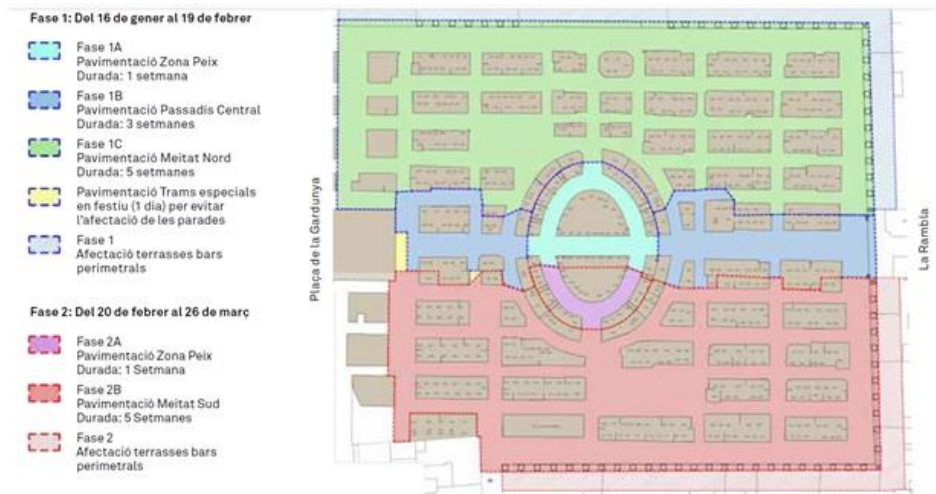 Fase 1: Del 16 de gener al 19 de febrer
Fase 1A
Pavimentació Zona Peix
Durada: 1 setmana
Fase 1B
Pavimentació Passadis Central
Durada: 3 setmanes
Fase 1C
Pavimentació Meitat Nord
Durada: 5 setmanes
Pavimentació Trams especials
en festiu (1 dia) per evitar
l'afectació de les parades
Fase 1
Afectació terrasses bars
perimetrals
Fase 2: Del 20 de febrer al 26 de març
Fase 2A
Pavimentació Zona Peix
Durada: 1 Setmana
Fase 2B
Pavimentació Meitat Sud
Durada: 5 Setmanes
Fase 2
Afectació terrasses bars
perimetrals
Plaça de la Gardunya
La Rambla